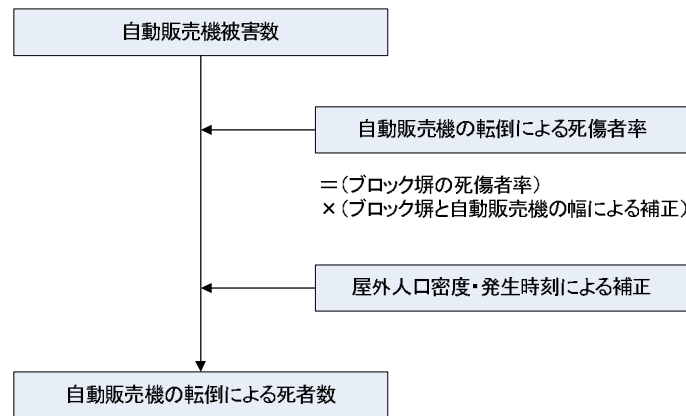 自動販売機被害数
自動販売機の転倒による死傷者率
＝(ブロック塀の死傷者率)
×(ブロック塀と自動販売機の幅による補正)
屋外人口密度・発生時刻による補正
自動販売機の転倒による死者数